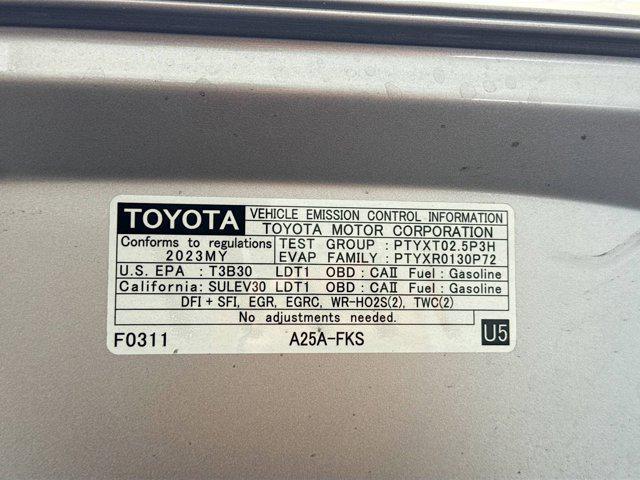 TOYOTA VEHICLE EMISSION CONTROL INFORMATION
TOYOTA MOTOR CORPORATION
Conforms to regulations
2023MY
TEST GROUP : PTYXT02.5P3H
EVAP FAMILY : PTYXR0130P72
U.S. EPA : T3B30 LDT1 OBD : CAII Fuel : Gasoline
California: SULEV30 LDT1 OBD : CAII Fuel : Gasoline
DFI + SFI, EGR, EGRC, WR-HO2S(2), TWC(2)
No adjustments needed.
F0311 A25A-FKS U5